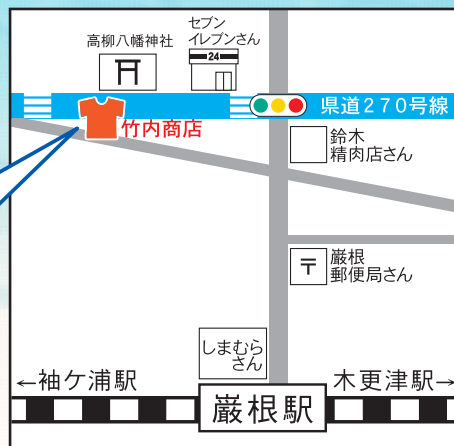 セブン
イレブンさん
高柳八幡神社
24
県道270号線
竹内商店
鈴木
精肉店さん
〒
巌根
郵便局さん
しまむら
さん
←袖ケ浦駅
木更津駅→
巌根駅